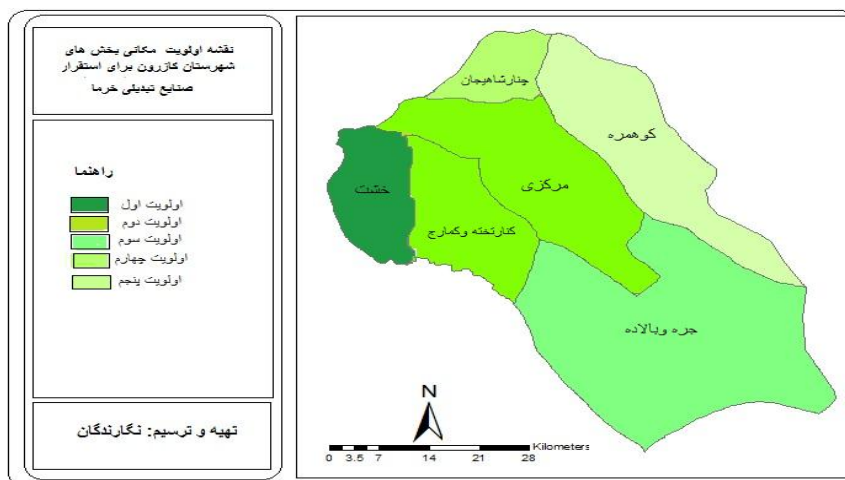 نقشه اولویت مکانی بخش های
شهرستان کازرون برای استقرار
صنایع تبدیلی خرما
راهنما
اولویت اول
اولویت دوم
اولویت سوم
اولویت چهارم
اولویت پنجم
تهیه و ترسیم: نگارندگان
چنارشاهیجان
کوهمره
مرکزی
خشت
کنارتخته وکمارج
جره وبالاده
N
Kilometers
0 3.5 7 14 21 28